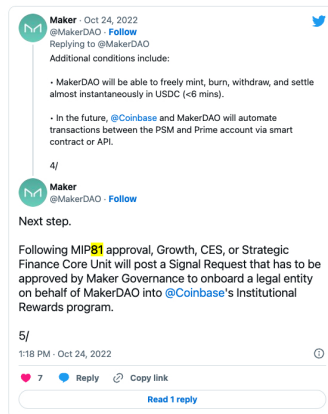 Maker · Oct 24, 2022
@MakerDAO · Follow
Replying to @MakerDAO
Additional conditions include:
• MakerDAO will be able to freely mint, burn, withdraw, and settle
almost instantaneously in USDC (<6 mins).
• In the future, @Coinbase and MakerDAO will automate
transactions between the PSM and Prime account via smart
contract or API.
4/
Maker
@MakerDAO · Follow
Next step.
Following MIP81 approval, Growth, CES, or Strategic
Finance Core Unit will post a Signal Request that has to be
approved by Maker Governance to onboard a legal entity
on behalf of MakerDAO into @Coinbase's Institutional
Rewards program.
5/
1:18 PM · Oct 24, 2022
7 Reply Copy link
Read 1 reply